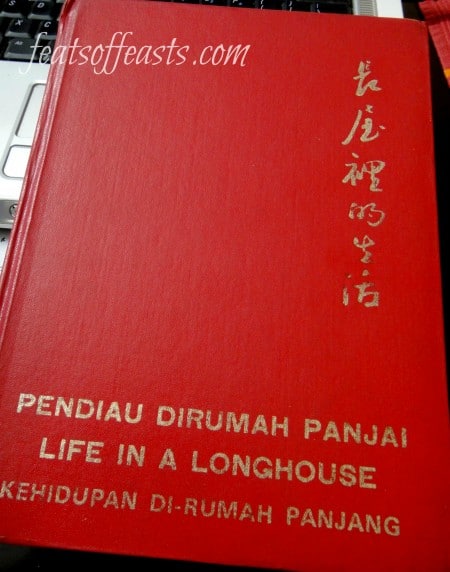 featsoffeasts.com
長屋裡的生活
PENDIAU DIRUMAH PANJAI
LIFE IN A LONGHOUSE
KEHIDUPAN DI-RUMAH PANJANG